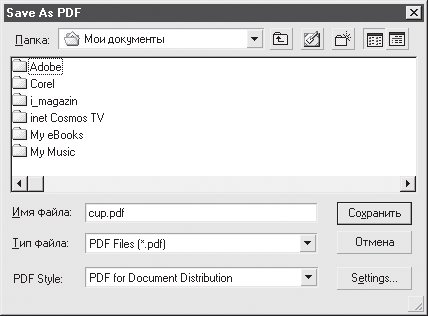 Save As PDF
Папка: Мои документы
Adobe
Corel
i_magazin
inet Cosmos TV
My eBooks
My Music
Имя файла: cup.pdf Сохранить
Тип файла: PDF Files (*.pdf) Отмена
PDF Style: PDF for Document Distribution Settings...